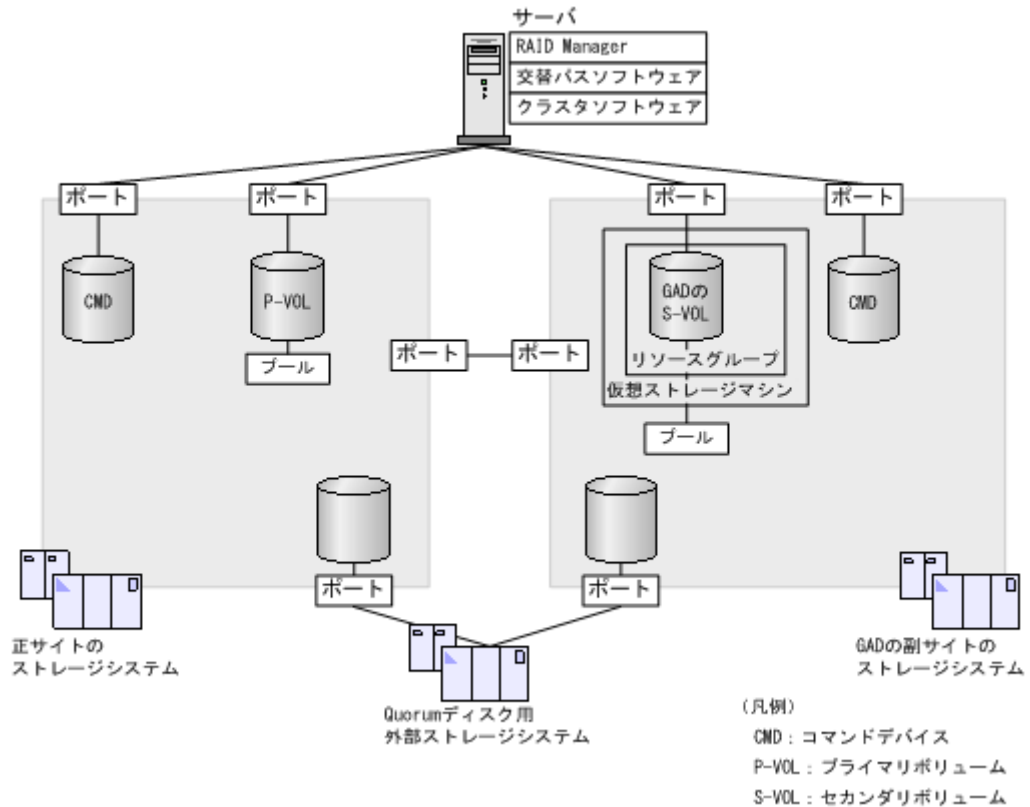 サーバ
RAID Manager
交替パスソフトウェア
クラスタソフトウェア
ポート
ポート
ポート
ポート
CMD
P-VOL
GADの
S-VOL
CMD
プール
ポート
ポート
リソースグループ
仮想ストレージマシン
プール
ポート
ポート
正サイトの
ストレージシステム
GADの副サイトの
ストレージシステム
Quorumディスク用
外部ストレージシステム
(凡例)
CMD：コマンドデバイス
P-VOL：プライマリボリューム
S-VOL：セカンダリボリューム